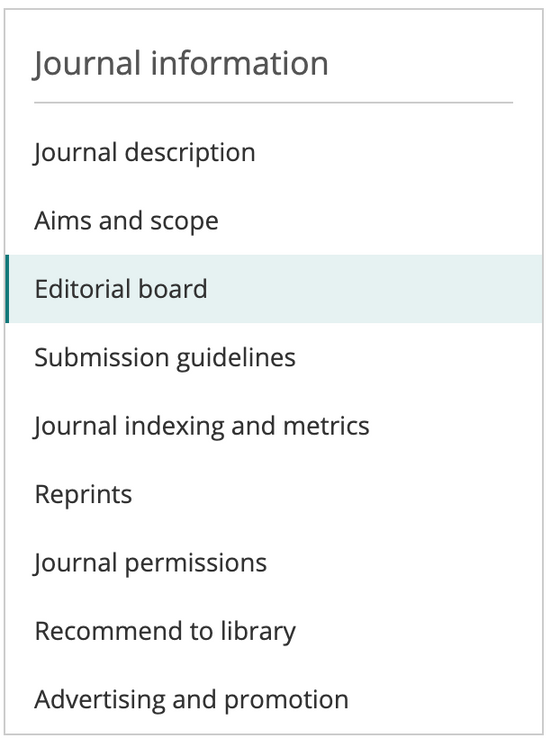 Journal information
Journal description
Aims and scope
Editorial board
Submission guidelines
Journal indexing and metrics
Reprints
Journal permissions
Recommend to library
Advertising and promotion